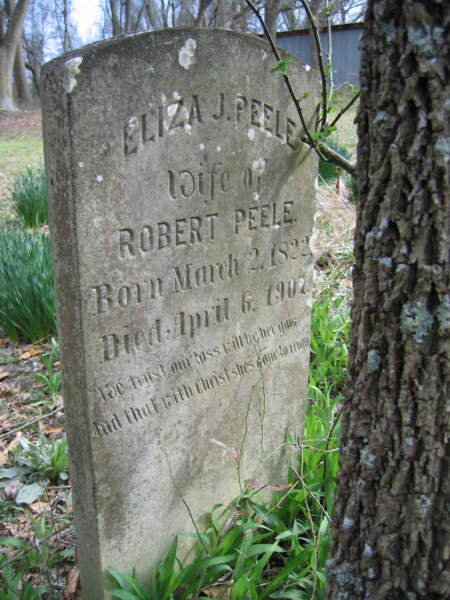 ELIZA J. PEELE
Wife of
ROBERT PEELE.
Born March 2, 1822
Died April 6, 1907.
We trust our loss will be her gain,
And that with Christ she's gone to reign